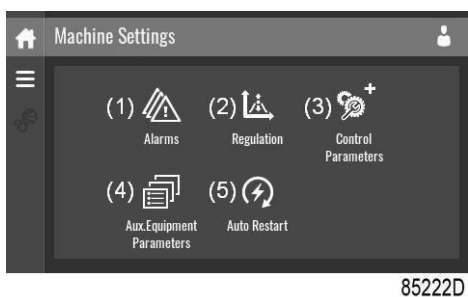 Machine Settings
(1) (2) (3)
Alarms Regulation Control
Parameters
(4) (5)
Aux.Equipment Auto Restart
Parameters
85222D